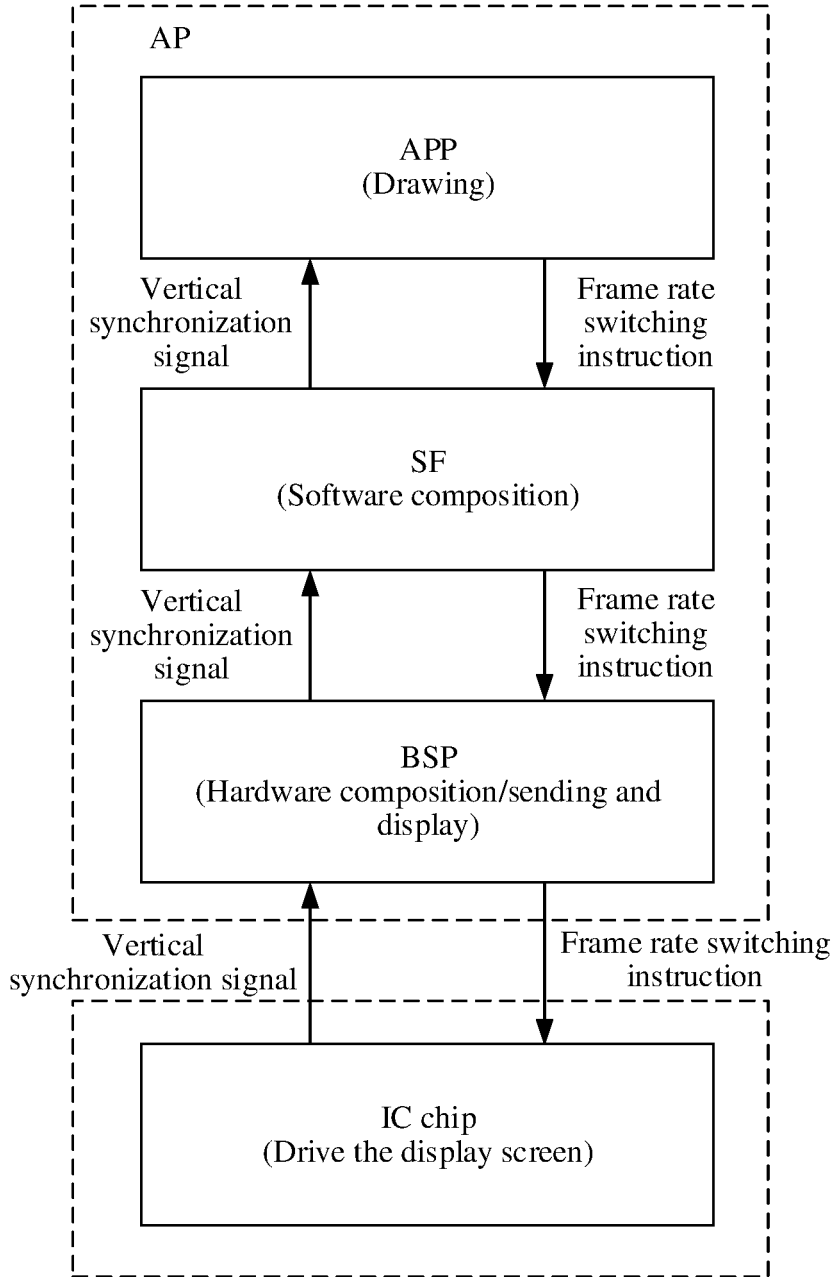 AP
APP
(Drawing)
Vertical
synchronization
signal
Frame rate
switching
instruction
SF
(Software composition)
Vertical
synchronization
signal
Frame rate
switching
instruction
BSP
(Hardware composition/sending and
display)
Vertical
synchronization signal
Frame rate switching
instruction
IC chip
(Drive the display screen)